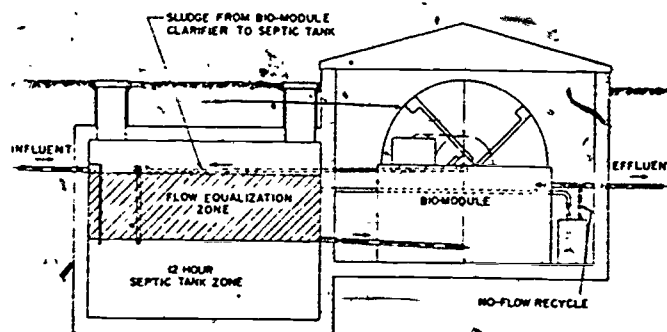 SLUDGE FROM BIO-MODULE
CLARIFIER TO SEPTIC TANK
INFLUENT
EFFLUENT
FLOW EQUALIZATION
ZONE
BIO-MODULE
12 HOUR
SEPTIC TANK ZONE
NO-FLOW RECYCLE